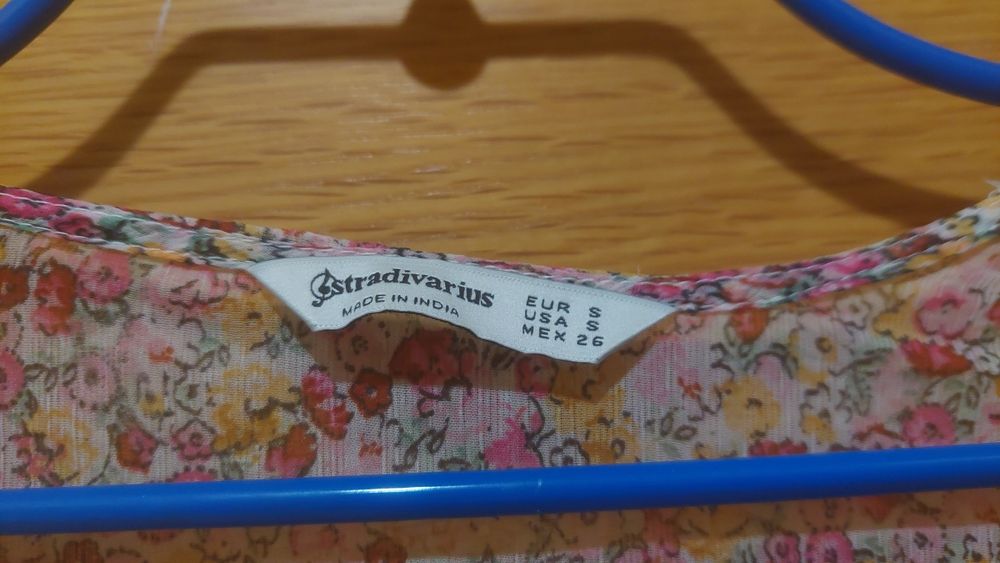 stradivarius
MADE IN INDIA
EUR S
USA S
MEX 26